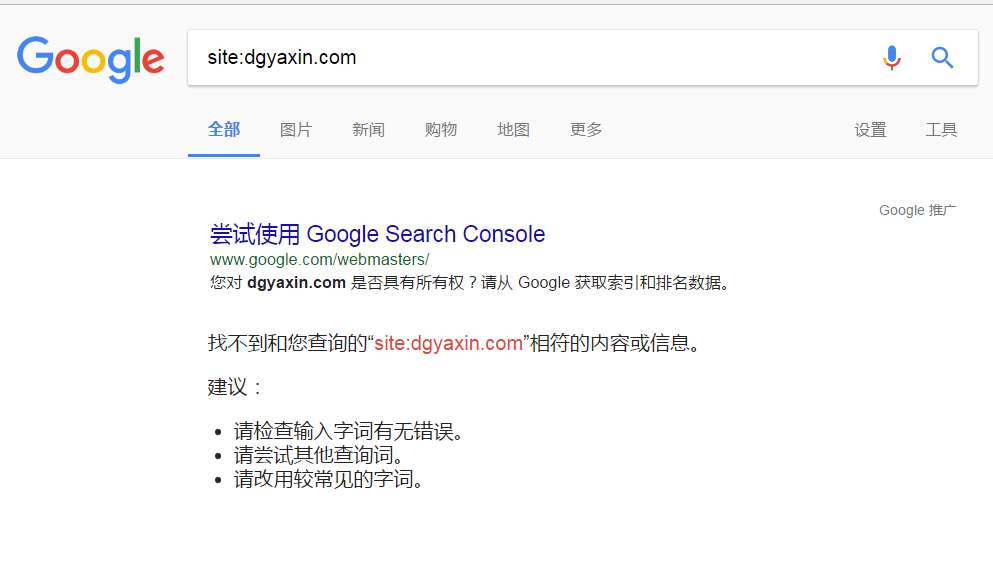 Google
site:dgyaxin.com
全部 图片 新闻 购物 地图 更多 设置 工具
Google 推广
尝试使用 Google Search Console
www.google.com/webmasters/
您对 dgyaxin.com 是否具有所有权？请从 Google 获取索引和排名数据。
找不到和您查询的“site:dgyaxin.com”相符的内容或信息。
建议：
请检查输入字词有无错误。
请尝试其他查询词。
请改用较常见的字词。